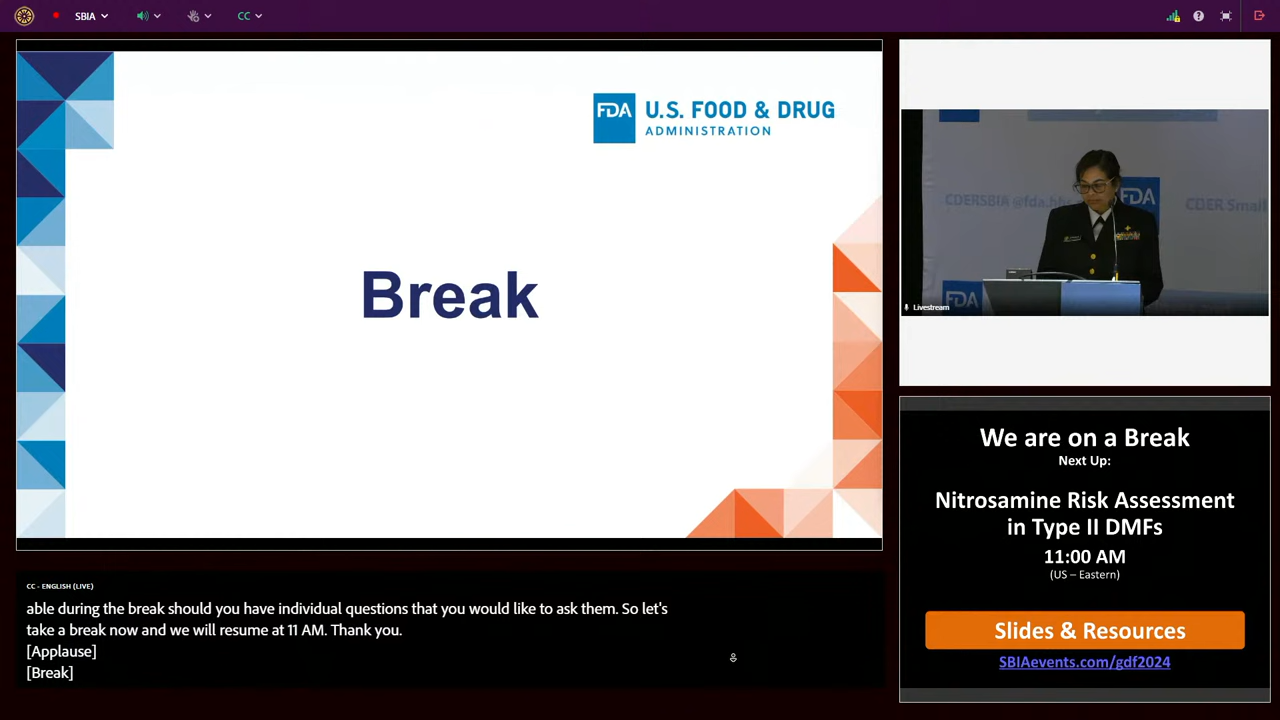 SBIA
CC
FDA U.S. FOOD & DRUG
ADMINISTRATION
Break
CDERSBIA @fda.hhs
FDA
CDER Small
FDA
Livestream
We are on a Break
Next Up:
Nitrosamine Risk Assessment
in Type II DMFs
11:00 AM
(US – Eastern)
Slides & Resources
SBIAevents.com/gdf2024
CC - ENGLISH (LIVE)
able during the break should you have individual questions that you would like to ask them. So let's
take a break now and we will resume at 11 AM. Thank you.
[Applause]
[Break]